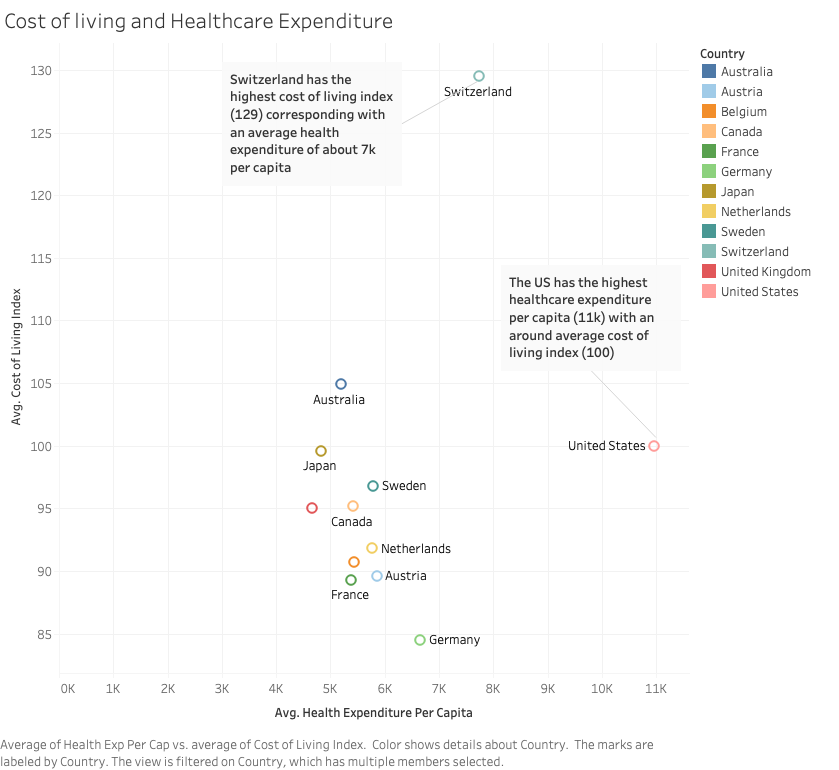 Cost of living and Healthcare Expenditure
130
125
120
115
110
105
100
95
90
85
Avg. Cost of Living Index
Switzerland has the
highest cost of living index
(129) corresponding with
an average health
expenditure of about 7k
per capita
Switzerland
The US has the highest
healthcare expenditure
per capita (11k) with an
around average cost of
living index (100)
Australia
United States
Japan
Sweden
Canada
Netherlands
Austria
France
Germany
0K 1K 2K 3K 4K 5K 6K 7K 8K 9K 10K 11K
Avg. Health Expenditure Per Capita
Country
Australia
Austria
Belgium
Canada
France
Germany
Japan
Netherlands
Sweden
Switzerland
United Kingdom
United States
Average of Health Exp Per Cap vs. average of Cost of Living Index.  Color shows details about Country.  The marks are
labeled by Country. The view is filtered on Country, which has multiple members selected.